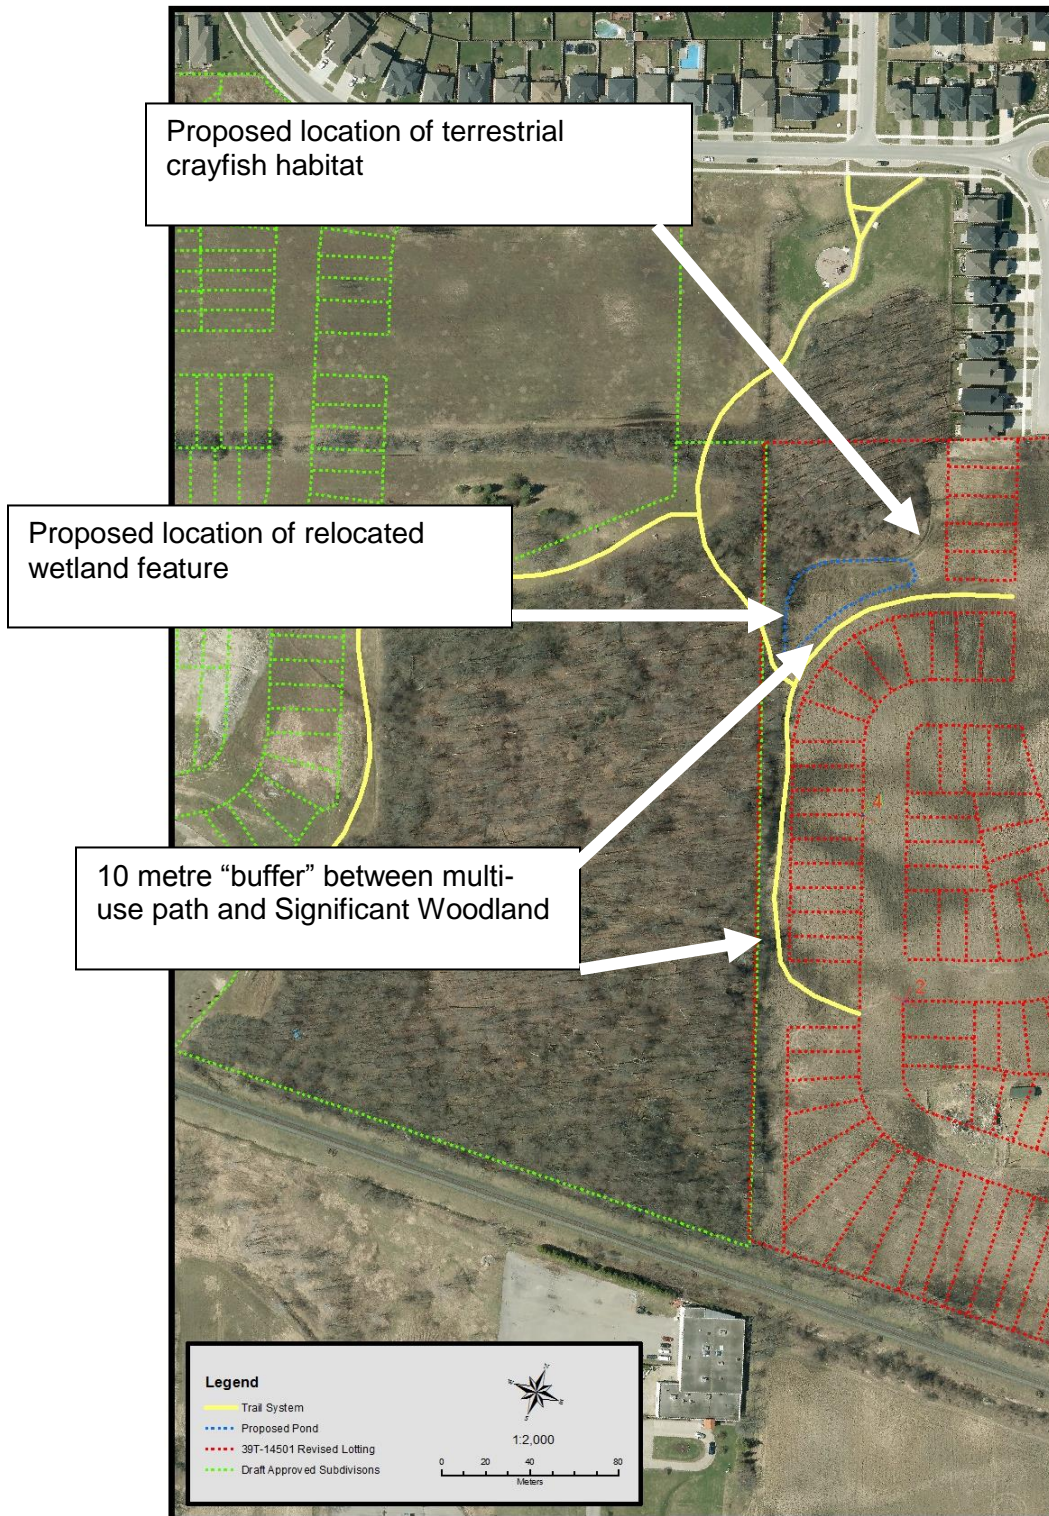 Proposed location of terrestrial
crayfish habitat
Proposed location of relocated
wetland feature
10 metre “buffer” between multi-
use path and Significant Woodland
4
2
Legend
Trail System
Proposed Pond
39T-14501 Revised Lotting
Draft Approved Subdivisons
1:2,000
0 20 40 80
Meters